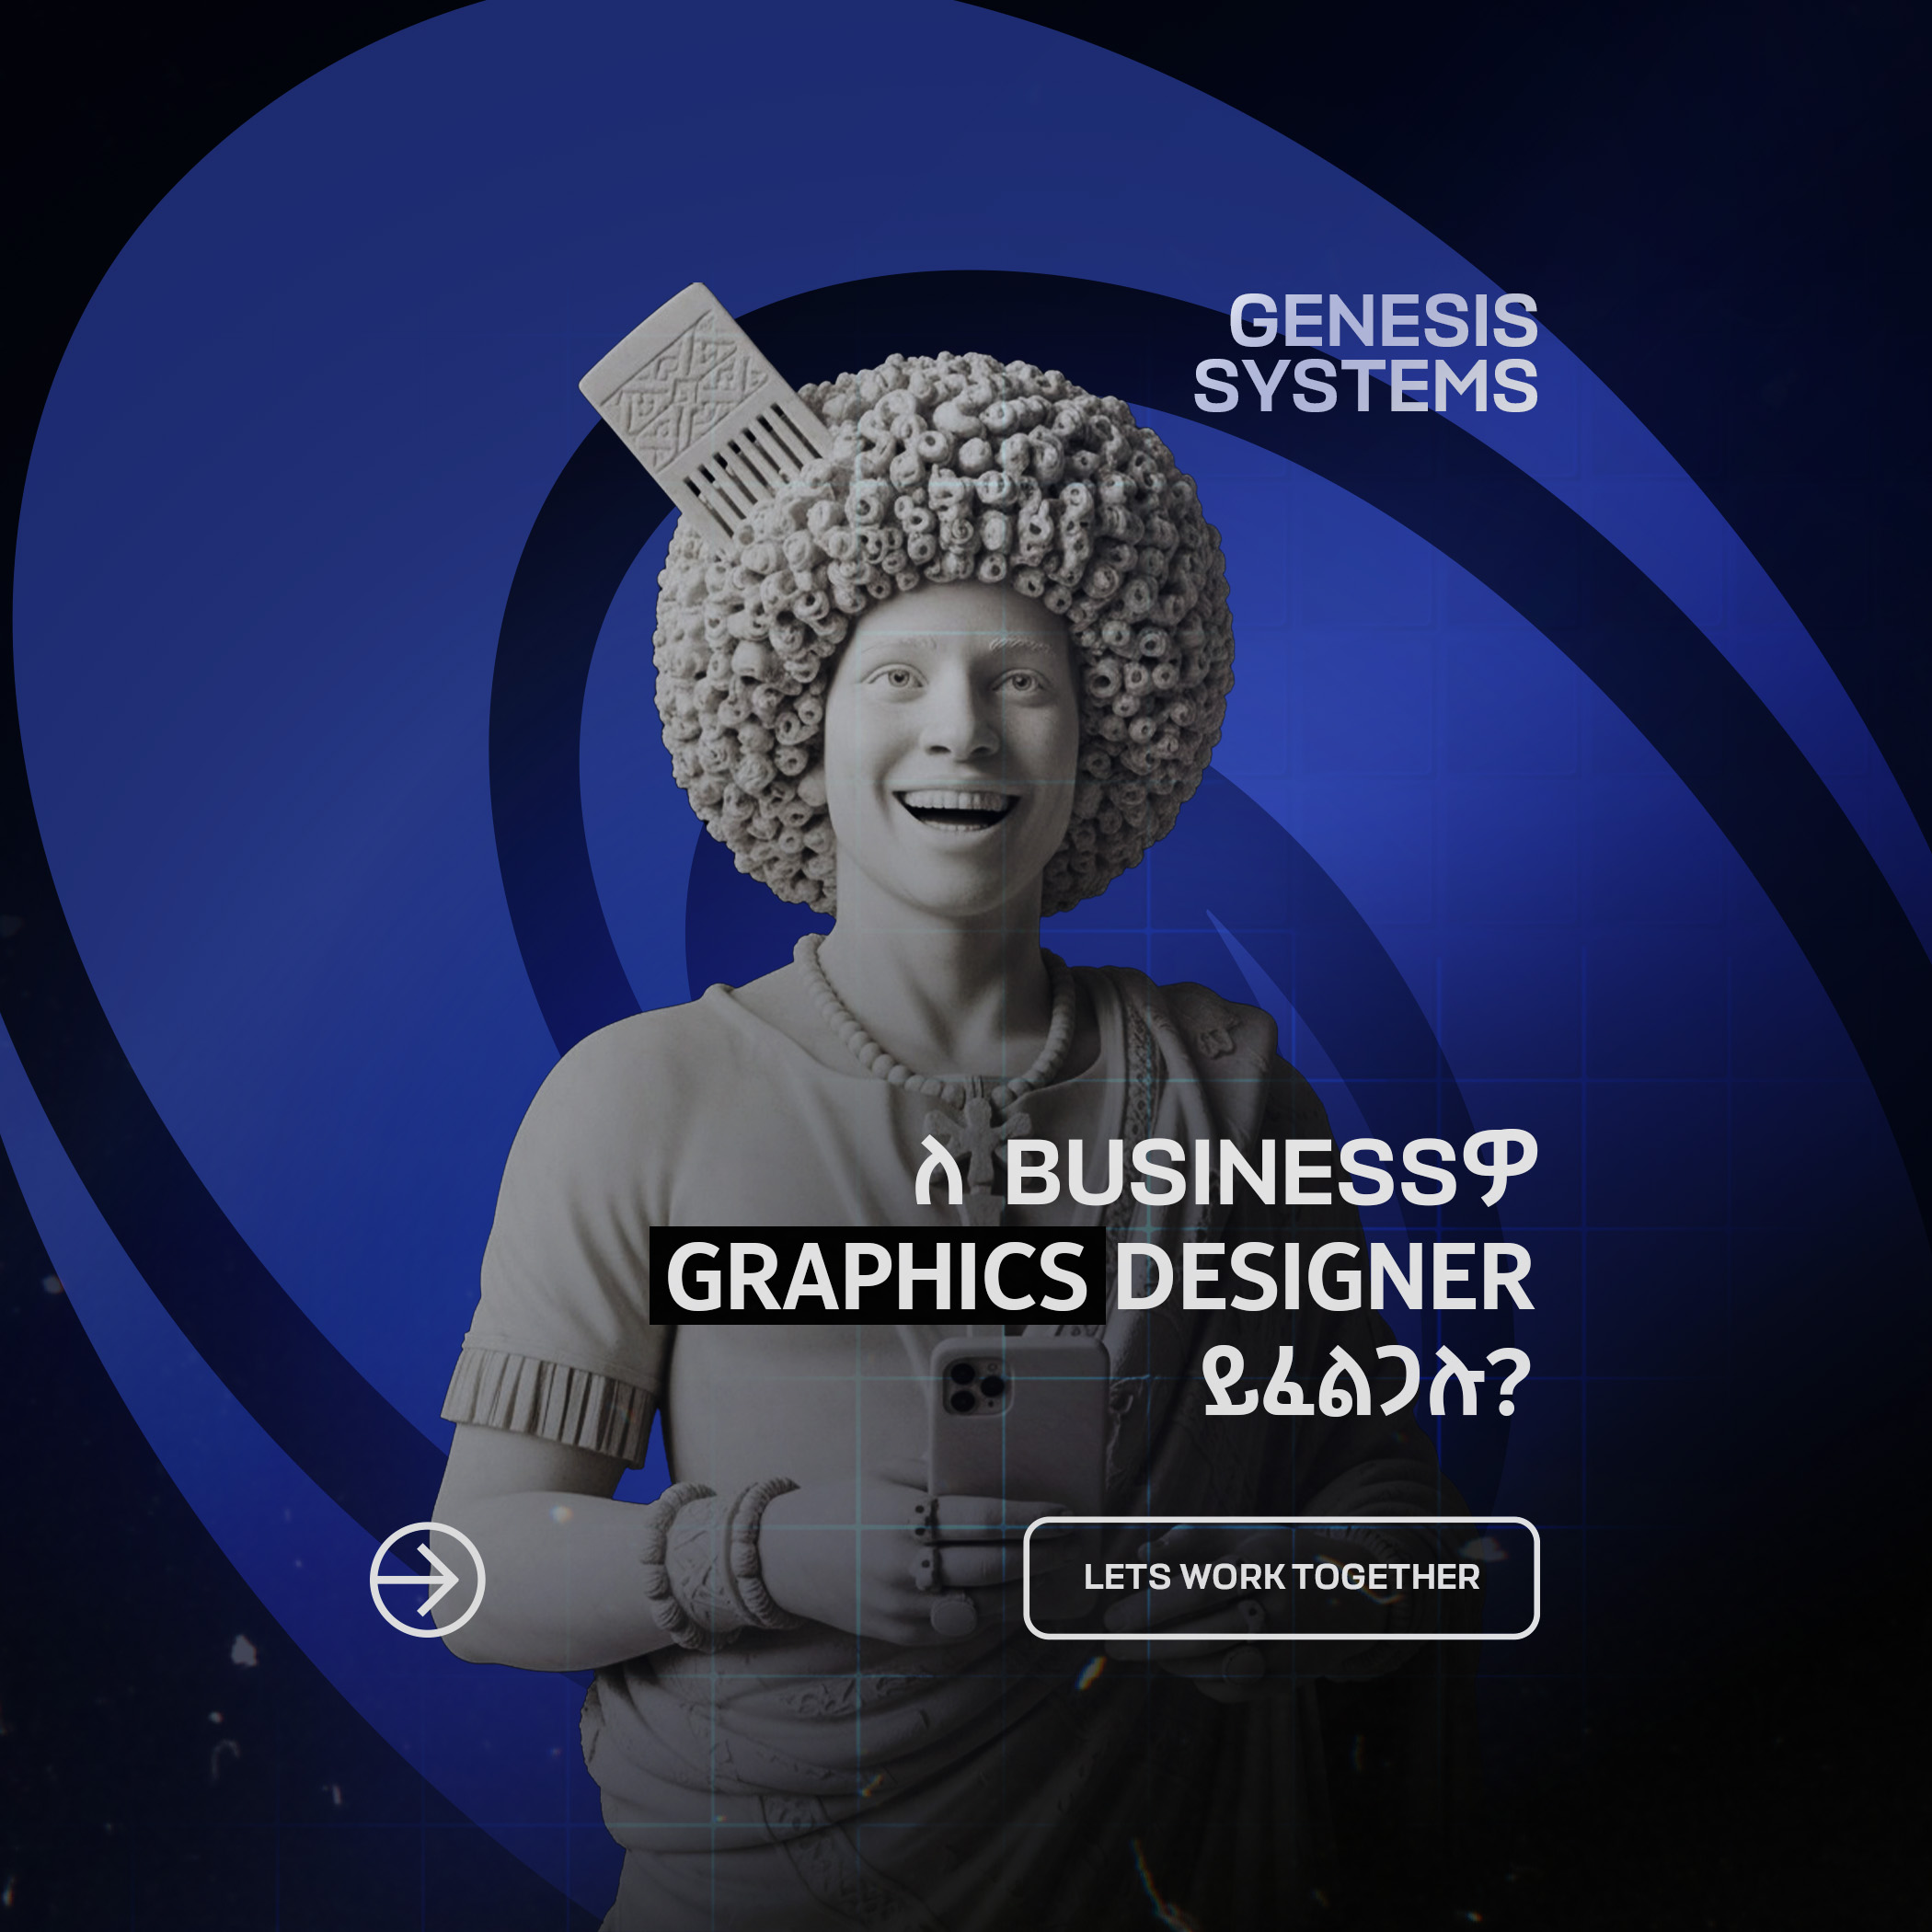 GENESIS
SYSTEMS
ለ BUSINESSዎ
GRAPHICS DESIGNER
ይፈልጋሉ?
LETS WORK TOGETHER